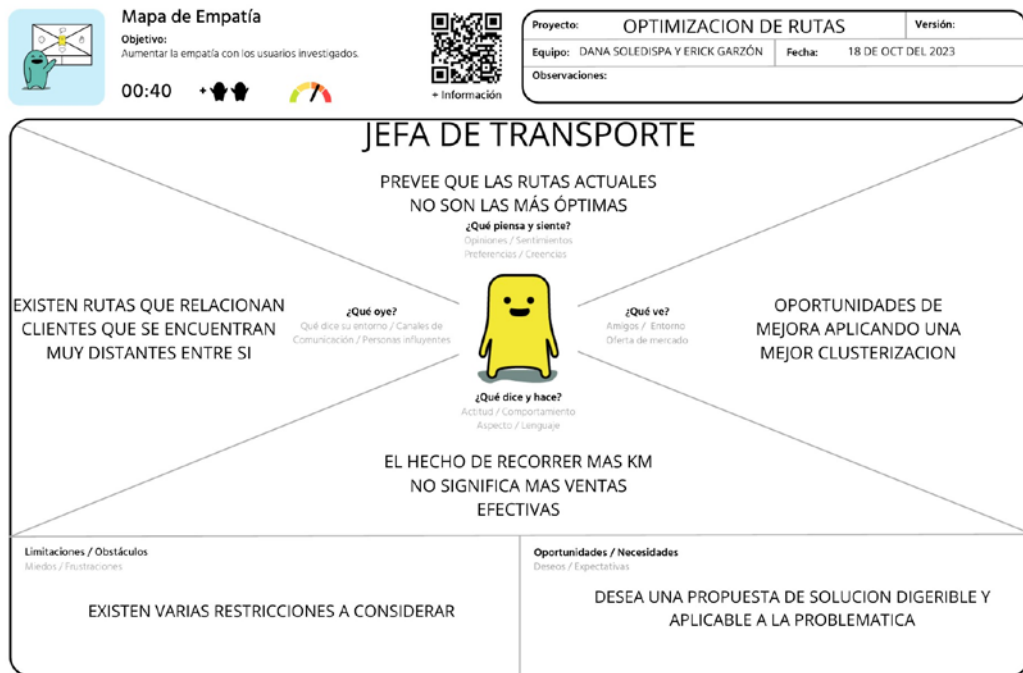 Mapa de Empatía
Objetivo:
Aumentar la empatía con los usuarios investigados.
00:40
+
+ Información
Proyecto: OPTIMIZACION DE RUTAS Versión:
Equipo: DANA SOLEDISPA Y ERICK GARZÓN Fecha: 18 DE OCT DEL 2023
Observaciones:
JEFA DE TRANSPORTE
PREVEE QUE LAS RUTAS ACTUALES
NO SON LAS MÁS ÓPTIMAS
¿Qué piensa y siente?
Opiniones / Sentimientos
Preferencias / Creencias
EXISTEN RUTAS QUE RELACIONAN
CLIENTES QUE SE ENCUENTRAN
MUY DISTANTES ENTRE SI
¿Qué oye?
Qué dice su entorno / Canales de
Comunicación / Personas influyentes
¿Qué ve?
Amigos / Entorno
Oferta de mercado
OPORTUNIDADES DE
MEJORA APLICANDO UNA
MEJOR CLUSTERIZACION
¿Qué dice y hace?
Actitud / Comportamiento
Aspecto / Lenguaje
EL HECHO DE RECORRER MAS KM
NO SIGNIFICA MAS VENTAS
EFECTIVAS
Limitaciones / Obstáculos
Miedos / Frustraciones
EXISTEN VARIAS RESTRICCIONES A CONSIDERAR
Oportunidades / Necesidades
Deseos / Expectativas
DESEA UNA PROPUESTA DE SOLUCION DIGERIBLE Y
APLICABLE A LA PROBLEMATICA